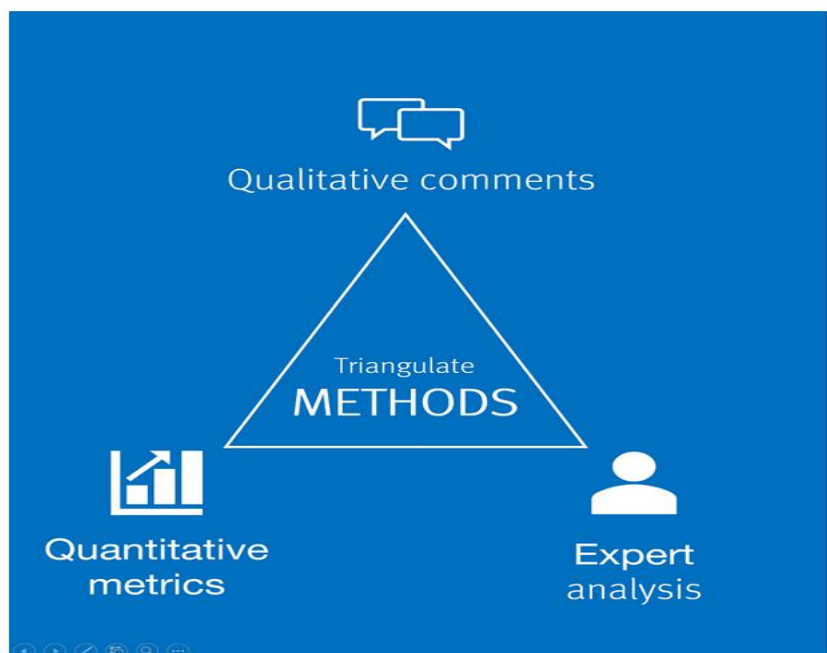 Qualitative comments
Triangulate
METHODS
Quantitative
metrics
Expert
analysis